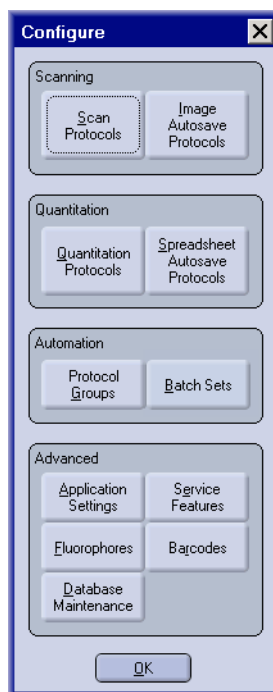 Configure
Scanning
Scan
Protocols
Image
Autosave
Protocols
Quantitation
Quantitation
Protocols
Spreadsheet
Autosave
Protocols
Automation
Protocol
Groups
Batch Sets
Advanced
Application
Settings
Service
Features
Fluorophores
Barcodes
Database
Maintenance
OK